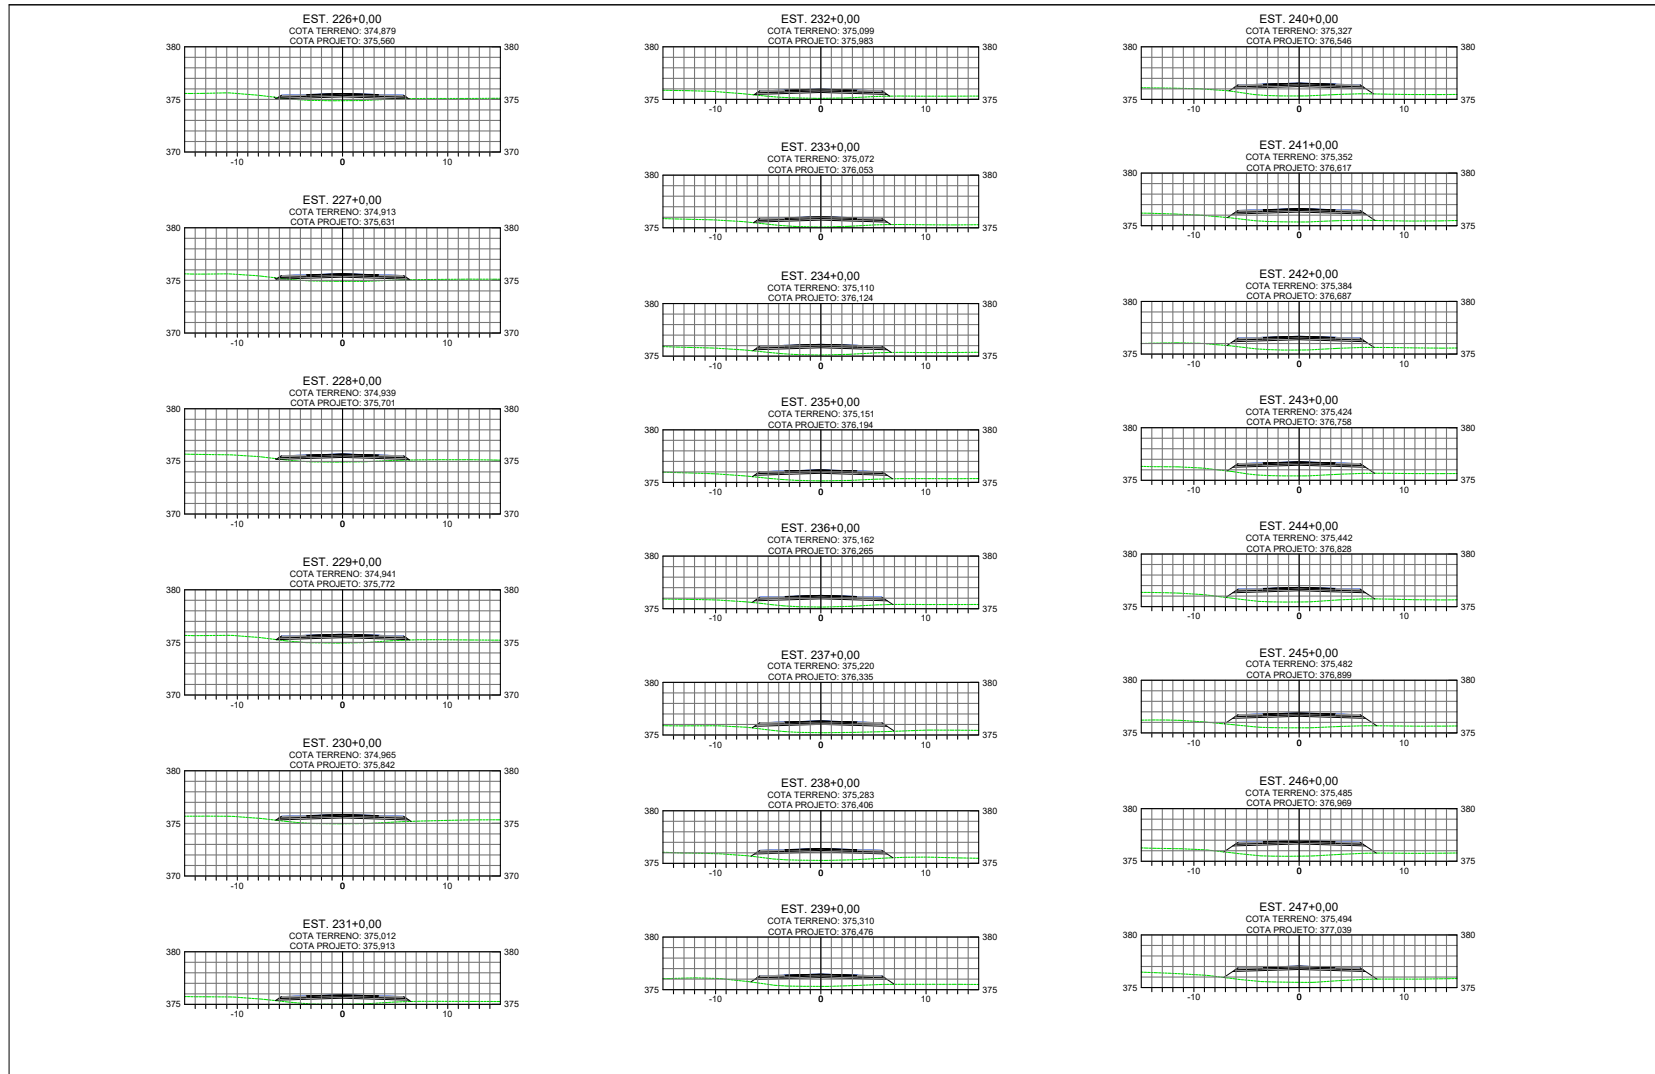 EST. 226+0,00
COTA TERRENO: 374,879
COTA PROJETO: 375,560
380 380
375 375
370 370
-10 0 10
EST. 227+0,00
COTA TERRENO: 374,913
COTA PROJETO: 375,631
380 380
375 375
370 370
-10 0 10
EST. 228+0,00
COTA TERRENO: 374,939
COTA PROJETO: 375,701
380 380
375 375
370 370
-10 0 10
EST. 229+0,00
COTA TERRENO: 374,941
COTA PROJETO: 375,772
380 380
375 375
370 370
-10 0 10
EST. 230+0,00
COTA TERRENO: 374,965
COTA PROJETO: 375,842
380 380
375 375
370 370
-10 0 10
EST. 231+0,00
COTA TERRENO: 375,012
COTA PROJETO: 375,913
380 380
375 375
-10 0 10
EST. 232+0,00
COTA TERRENO: 375,099
COTA PROJETO: 375,983
380 380
375 375
-10 0 10
EST. 233+0,00
COTA TERRENO: 375,072
COTA PROJETO: 376,053
380 380
375 375
-10 0 10
EST. 234+0,00
COTA TERRENO: 375,110
COTA PROJETO: 376,124
380 380
375 375
-10 0 10
EST. 235+0,00
COTA TERRENO: 375,151
COTA PROJETO: 376,194
380 380
375 375
-10 0 10
EST. 236+0,00
COTA TERRENO: 375,162
COTA PROJETO: 376,265
380 380
375 375
-10 0 10
EST. 237+0,00
COTA TERRENO: 375,220
COTA PROJETO: 376,335
380 380
375 375
-10 0 10
EST. 238+0,00
COTA TERRENO: 375,283
COTA PROJETO: 376,406
380 380
375 375
-10 0 10
EST. 239+0,00
COTA TERRENO: 375,310
COTA PROJETO: 376,476
380 380
375 375
-10 0 10
EST. 240+0,00
COTA TERRENO: 375,327
COTA PROJETO: 376,546
380 380
375 375
-10 0 10
EST. 241+0,00
COTA TERRENO: 375,352
COTA PROJETO: 376,617
380 380
375 375
-10 0 10
EST. 242+0,00
COTA TERRENO: 375,384
COTA PROJETO: 376,687
380 380
375 375
-10 0 10
EST. 243+0,00
COTA TERRENO: 375,424
COTA PROJETO: 376,758
380 380
375 375
-10 0 10
EST. 244+0,00
COTA TERRENO: 375,442
COTA PROJETO: 376,828
380 380
375 375
-10 0 10
EST. 245+0,00
COTA TERRENO: 375,482
COTA PROJETO: 376,899
380 380
375 375
-10 0 10
EST. 246+0,00
COTA TERRENO: 375,485
COTA PROJETO: 376,969
380 380
375 375
-10 0 10
EST. 247+0,00
COTA TERRENO: 375,494
COTA PROJETO: 377,039
380 380
375 375
-10 0 10